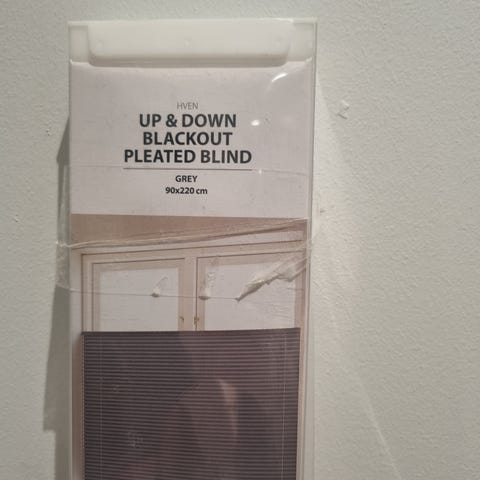 HVEN
UP & DOWN
BLACKOUT
PLEATED BLIND
GREY
90x220 cm